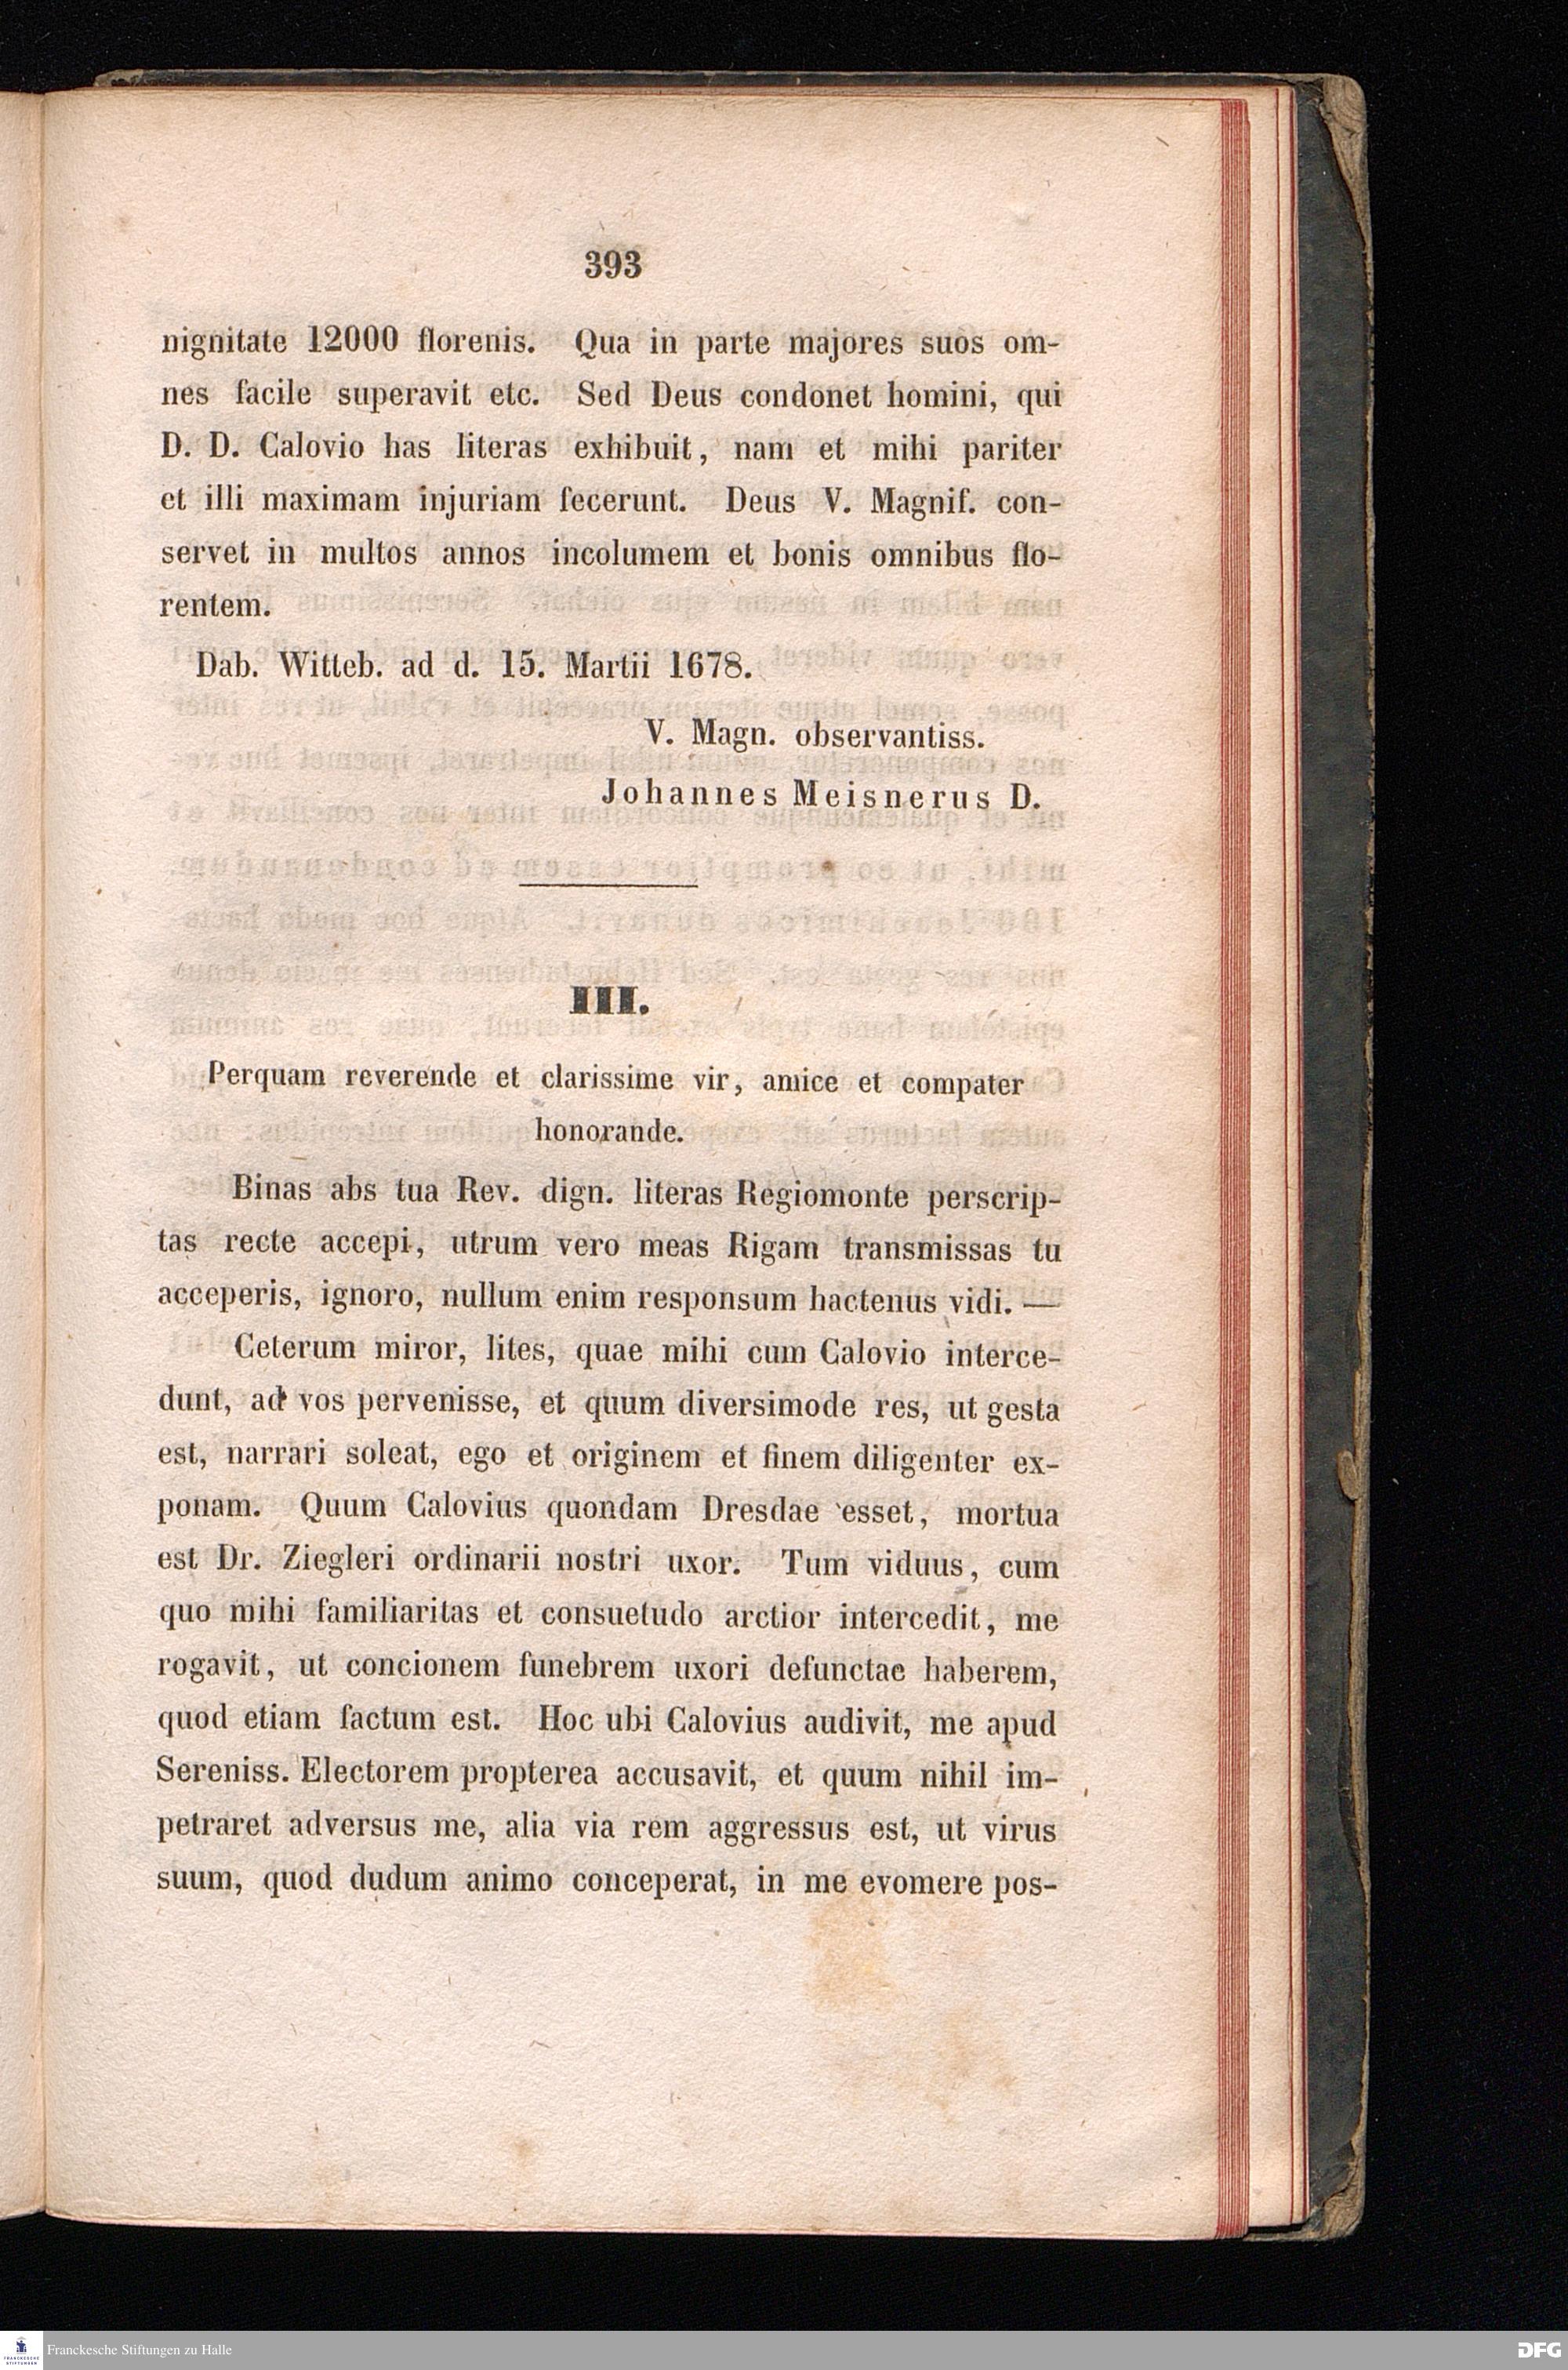 393
nignitate 12000 florenis. Qua in parte majores suos om-
nes facile superavit etc. Sed Deus condonet homini, qui
D. D. Calovio has literas exhibuit, nam et mihi pariter
et illi maximam injuriam fecerunt. Deus V. Magnif. con-
servet in multos annos incolumem et bonis omnibus flo-
rentem.
Dab. Witteb. ad d. 15. Martii 1678.
V. Magn. observantiss.
Johannes Meisnerus D.
III.
Perquam reverende et clarissime vir, amice et compater
honorande.
Binas abs tua Rev. dign. literas Regiomonte perscrip-
tas recte accepi, utrum vero meas Rigam transmissas tu
acceperis, ignoro, nullum enim responsum hactenus vidi. —
Ceterum miror, lites, quae mihi cum Calovio interce-
dunt, ad vos pervenisse, et quum diversimode res, ut gesta
est, narrari soleat, ego et originem et finem diligenter ex-
ponam. Quum Calovius quondam Dresdae esset, mortua
est Dr. Ziegleri ordinarii nostri uxor. Tum viduus, cum
quo mihi familiaritas et consuetudo arctior intercedit, me
rogavit, ut concionem funebrem uxori defunctae haberem,
quod etiam factum est. Hoc ubi Calovius audivit, me apud
Sereniss. Electorem propterea accusavit, et quum nihil im-
petraret adversus me, alia via rem aggressus est, ut virus
suum, quod dudum animo conceperat, in me evomere pos-
FRANCKESCHE
STIFTUNGEN
Franckesche Stiftungen zu Halle
DFG